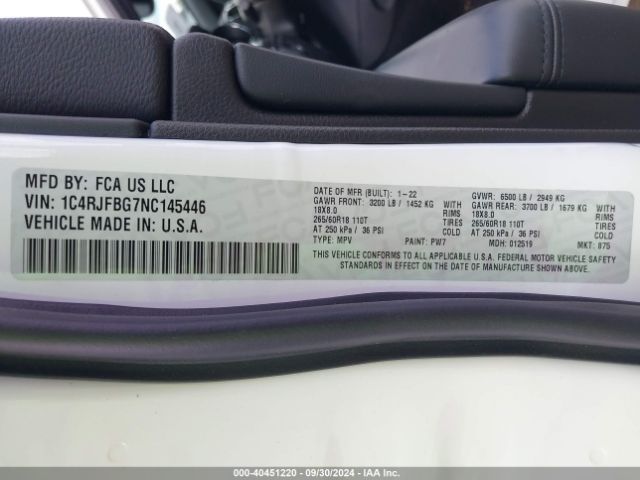 MFD BY: FCA US LLC
VIN: 1C4RJFBG7NC145446
VEHICLE MADE IN: U.S.A.
DATE OF MFR (BUILT): 1-22 GVWR: 6500 LB / 2949 KG
GAWR FRONT: 3200 LB / 1452 KG WITH GAWR REAR: 3700 LB / 1679 KG WITH
18X8.0 RIMS 18X8.0 RIMS
265/60R18 110T TIRES 265/60R18 110T TIRES
AT 250 kPa / 36 PSI COLD AT 250 kPa / 36 PSI COLD
TYPE: MPV PAINT: PW7 MDH: 012519 MKT: 875
THIS VEHICLE CONFORMS TO ALL APPLICABLE U.S.A. FEDERAL MOTOR VEHICLE SAFETY
STANDARDS IN EFFECT ON THE DATE OF MANUFACTURE SHOWN ABOVE.
000-40451220 - 09/30/2024 - IAA Inc.